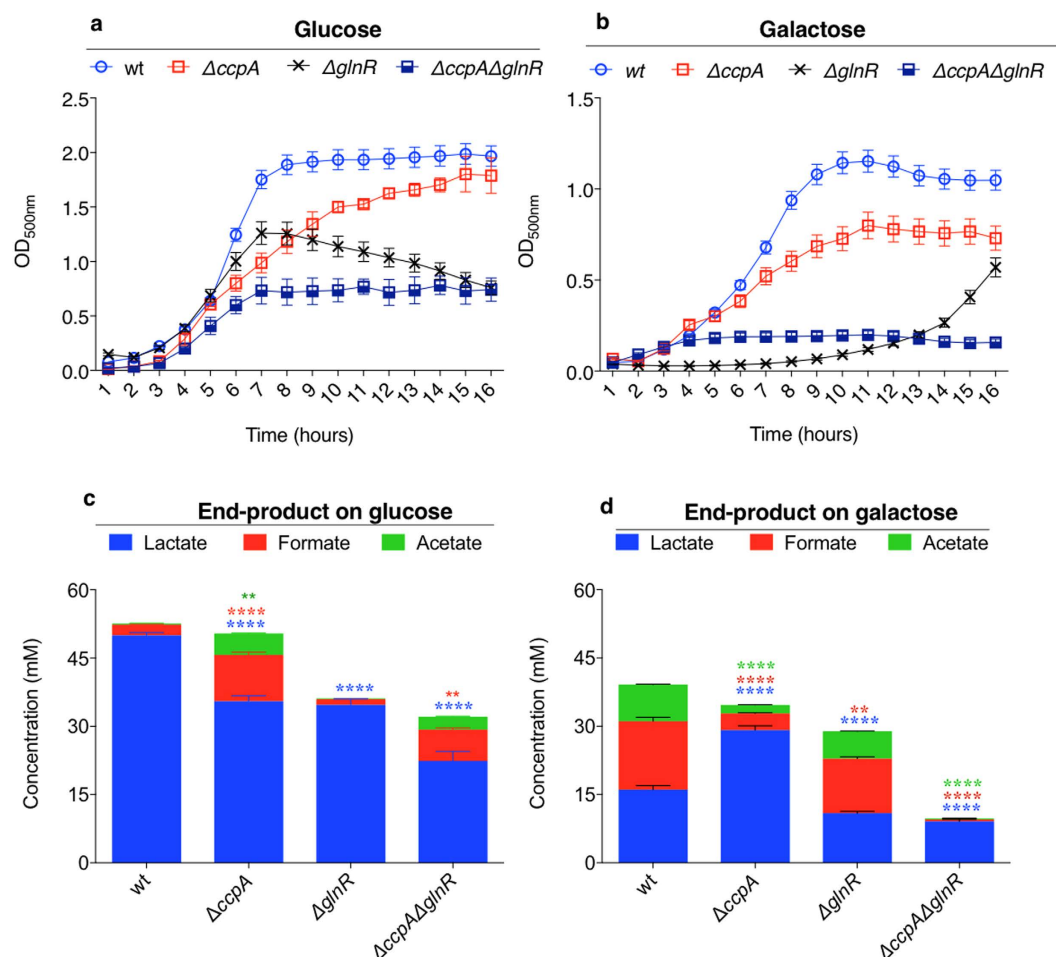 a
Glucose
wt ΔccpA ΔglnR ΔccpAΔglnR
2.5
2.0
1.5
1.0
0.5
0.0
OD500nm
1 2 3 4 5 6 7 8 9 10 11 12 13 14 15 16
Time (hours)
b
Galactose
wt ΔccpA ΔglnR ΔccpAΔglnR
1.5
1.0
0.5
0.0
OD500nm
1 2 3 4 5 6 7 8 9 10 11 12 13 14 15 16
Time (hours)
c
End-product on glucose
Lactate Formate Acetate
60
45
30
15
0
Concentration (mM)
**
****
****
****
**
****
wt ΔccpA ΔglnR ΔccpAΔglnR
d
End-product on galactose
Lactate Formate Acetate
60
45
30
15
0
Concentration (mM)
****
****
****
**
****
****
****
****
wt ΔccpA ΔglnR ΔccpAΔglnR